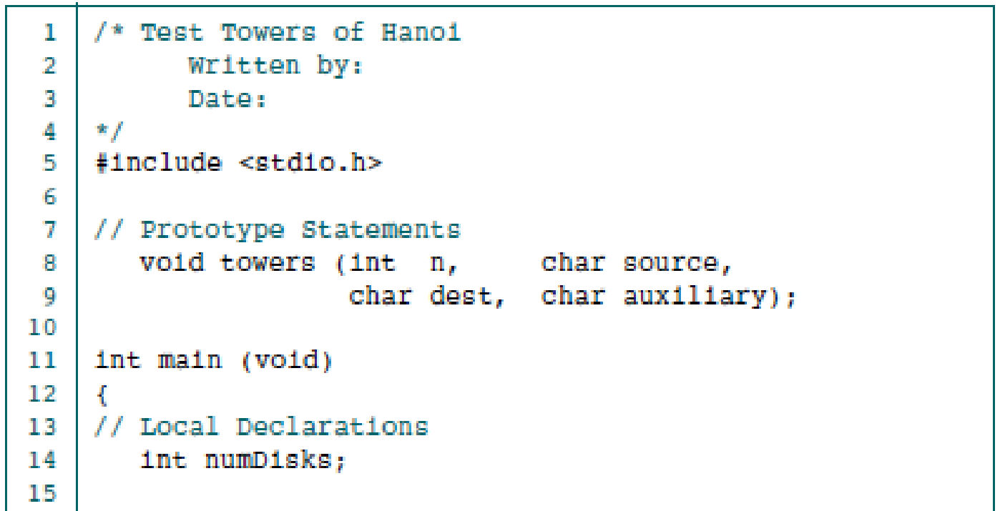 1 /* Test Towers of Hanoi
2 Written by:
3 Date:
4 */
5 #include <stdio.h>
6
7 // Prototype Statements
8 void towers (int n, char source,
9 char dest, char auxiliary);
10
11 int main (void)
12 {
13 // Local Declarations
14 int numDisks;
15